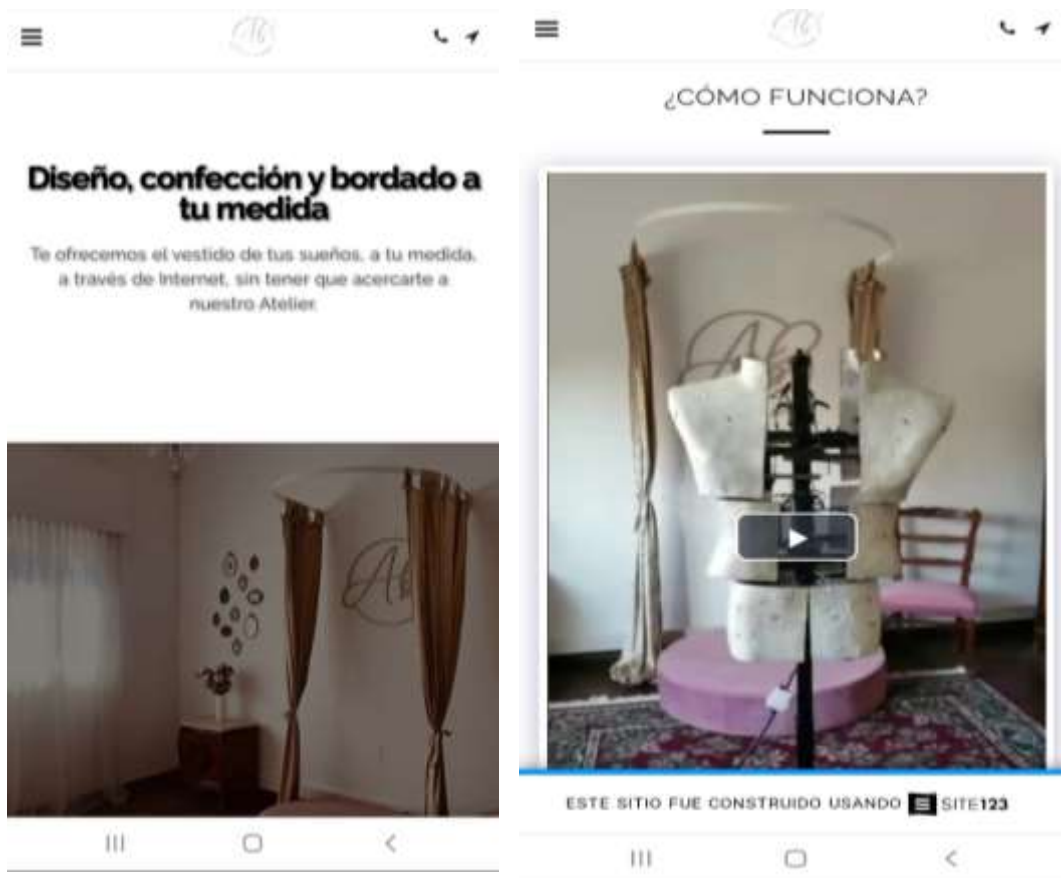 Diseño, confección y bordado a
tu medida
Te ofrecemos el vestido de tus sueños, a tu medida,
a través de Internet, sin tener que acercarte a
nuestro Atelier.
¿CÓMO FUNCIONA?
ESTE SITIO FUE CONSTRUIDO USANDO SITE123